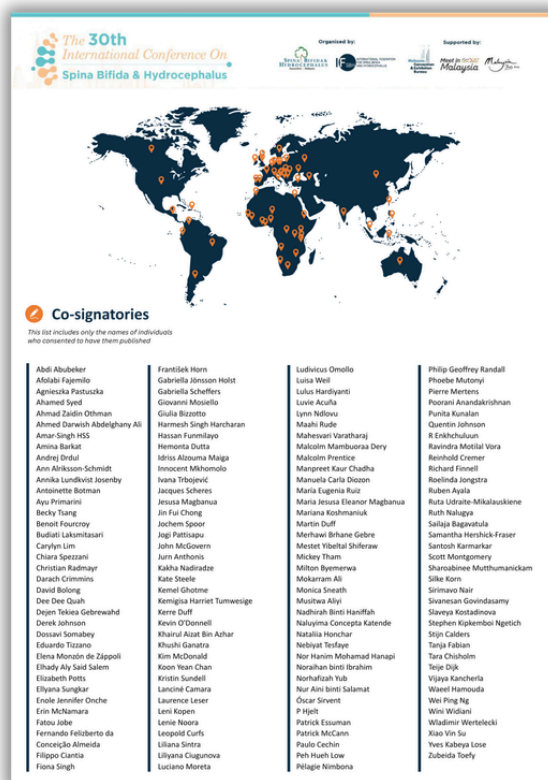 The 30th
International Conference On
Spina Bifida & Hydrocephalus
Organised by:
Supported by:
SPINA BIFIDA &
HYDROCEPHALUS
IF
INTERNATIONAL FEDERATION
Malaysia
Convention
& Exhibition
Bureau
Meet in
Malaysia
Malaysia
Co-signatories
This list includes only the names of individuals
who consented to have them published
Abdi Abubeker
Afolabi Fajemilo
Agnieszka Pastuszka
Ahamed Syed
Ahmad Zaidin Othman
Ahmed Darwish Abdelghany Ali
Amar-Singh HSS
Amina Barkat
Andrej Drdul
Ann Alriksson-Schmidt
Annika Lundkvist Josenby
Antoinette Botman
Ayu Primarini
Becky Tsang
Benoit Fourcroy
Budiati Laksmitasari
Carylyn Lim
Chiara Spezzani
Christian Radmayr
Darach Crimmins
David Bolong
Dee Dee Quah
Dejen Tekiea Gebrewahd
Derek Johnson
Dossavi Somabey
Eduardo Tizzano
Elena Monzón de Záppoli
Elhady Aly Said Salem
Elizabeth Potts
Ellyana Sungkar
Enole Jennifer Onche
Erin McNamara
Fatou Jobe
Fernando Felizberto da
Conceição Almeida
Filippo Ciantia
Fiona Singh
František Horn
Gabriella Jönsson Holst
Gabriella Scheffers
Giovanni Mosiello
Giulia Bizzotto
Harmesh Singh Harcharan
Hassan Funmilayo
Hemonta Dutta
Idriss Alzouma Maiga
Innocent Mkhomolo
Ivana Trbojević
Jacques Scheres
Jesusa Magbanua
Jin Fui Chong
Jochem Spoor
Jogi Pattisapu
John McGovern
Jurn Anthonis
Kakha Nadiradze
Kate Steele
Kemel Ghotme
Kemigisa Harriet Tumwesige
Kerre Duff
Kevin O'Donnell
Khairul Aizat Bin Azhar
Khushi Ganatra
Kim McDonald
Koon Yean Chan
Kristin Sundell
Lanciné Camara
Laurence Leser
Leni Kopen
Lenie Noora
Leopold Curfs
Liliana Sintra
Liliyana Ciugunova
Luciano Moreta
Ludivicus Omollo
Luisa Weil
Lulus Hardiyanti
Luvie Acuña
Lynn Ndlovu
Maahi Rude
Mahesvari Varatharaj
Malcolm Mambuoraa Dery
Malcolm Prentice
Manpreet Kaur Chadha
Manuela Carla Diozon
Maria Eugenia Ruiz
Maria Jesusa Eleanor Magbanua
Mariana Koshmaniuk
Martin Duff
Merhawi Brhane Gebre
Mestet Yibeltal Shiferaw
Mickey Tham
Milton Byemerwa
Mokarram Ali
Monica Sneath
Musitwa Aliyi
Nadhirah Binti Haniffah
Naluyima Concepta Katende
Nataliia Honchar
Nebiyat Tesfaye
Nor Hanim Mohamad Hanapi
Noraihan binti Ibrahim
Norhafizah Yub
Nur Aini binti Salamat
Óscar Sirvent
P Hjelt
Patrick Essuman
Patrick McCann
Paulo Cechin
Peh Hueh Low
Pélagie Nimbona
Philip Geoffrey Randall
Phoebe Mutonyi
Pierre Mertens
Poorani Anandakrishnan
Punita Kunalan
Quentin Johnson
R Enkhchuluun
Ravindra Motilal Vora
Reinhold Cremer
Richard Finnell
Roelinda Jongstra
Ruben Ayala
Ruta Udraite-Mikalauskiene
Ruth Nalugya
Sailaja Bagavatula
Samantha Hershick-Fraser
Santosh Karmarkar
Scott Montgomery
Sharoabinee Mutthumanickam
Silke Korn
Sirimavo Nair
Sivanesan Govindasamy
Slaveya Kostadinova
Stephen Kipkemboi Ngetich
Stijn Calders
Tanja Fabian
Tara Chisholm
Teije Dijk
Vijaya Kancherla
Waeel Hamouda
Wei Ping Ng
Wini Widiani
Wladimir Wertelecki
Xiao Vin Su
Yves Kabeya Lose
Zubeida Toefy